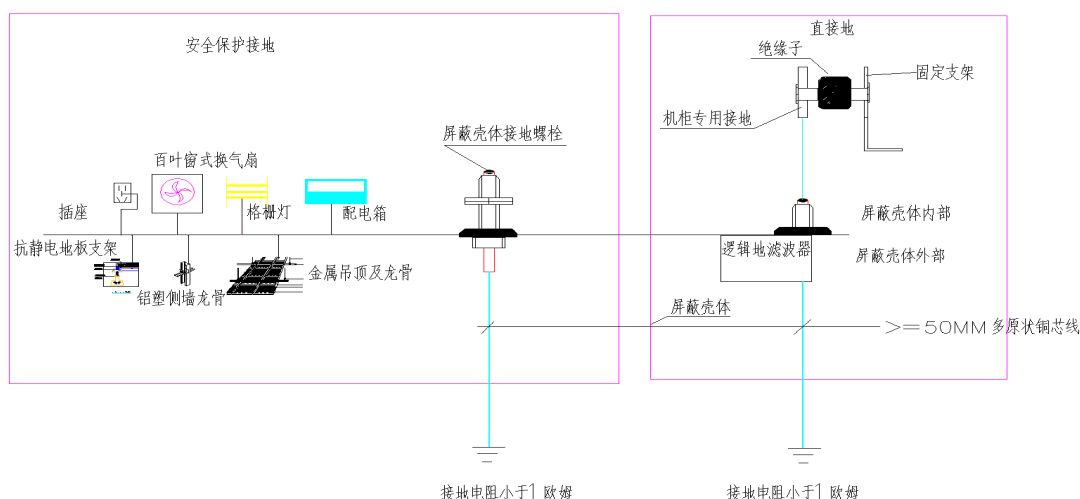 安全保护接地
直接地
绝缘子
固定支架
机柜专用接地
屏蔽壳体接地螺栓
百叶窗式换气扇
插座
格栅灯
配电箱
屏蔽壳体内部
抗静电地板支架
逻辑地滤波器
屏蔽壳体外部
金属吊顶及龙骨
铝塑侧墙龙骨
屏蔽壳体
>=50MM 多原状铜芯线
接地电阻小于1 欧姆
接地电阻小于1 欧姆